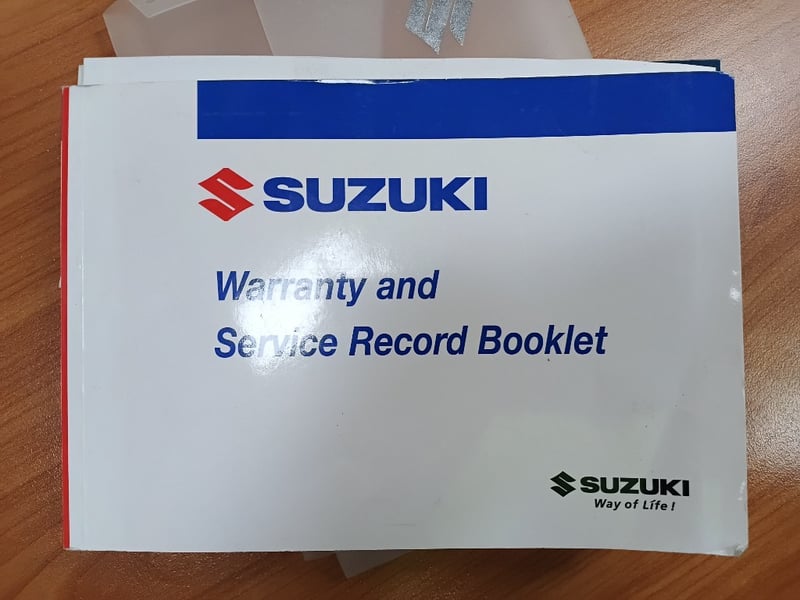 SUZUKI
Warranty and
Service Record Booklet
SUZUKI
Way of Life!